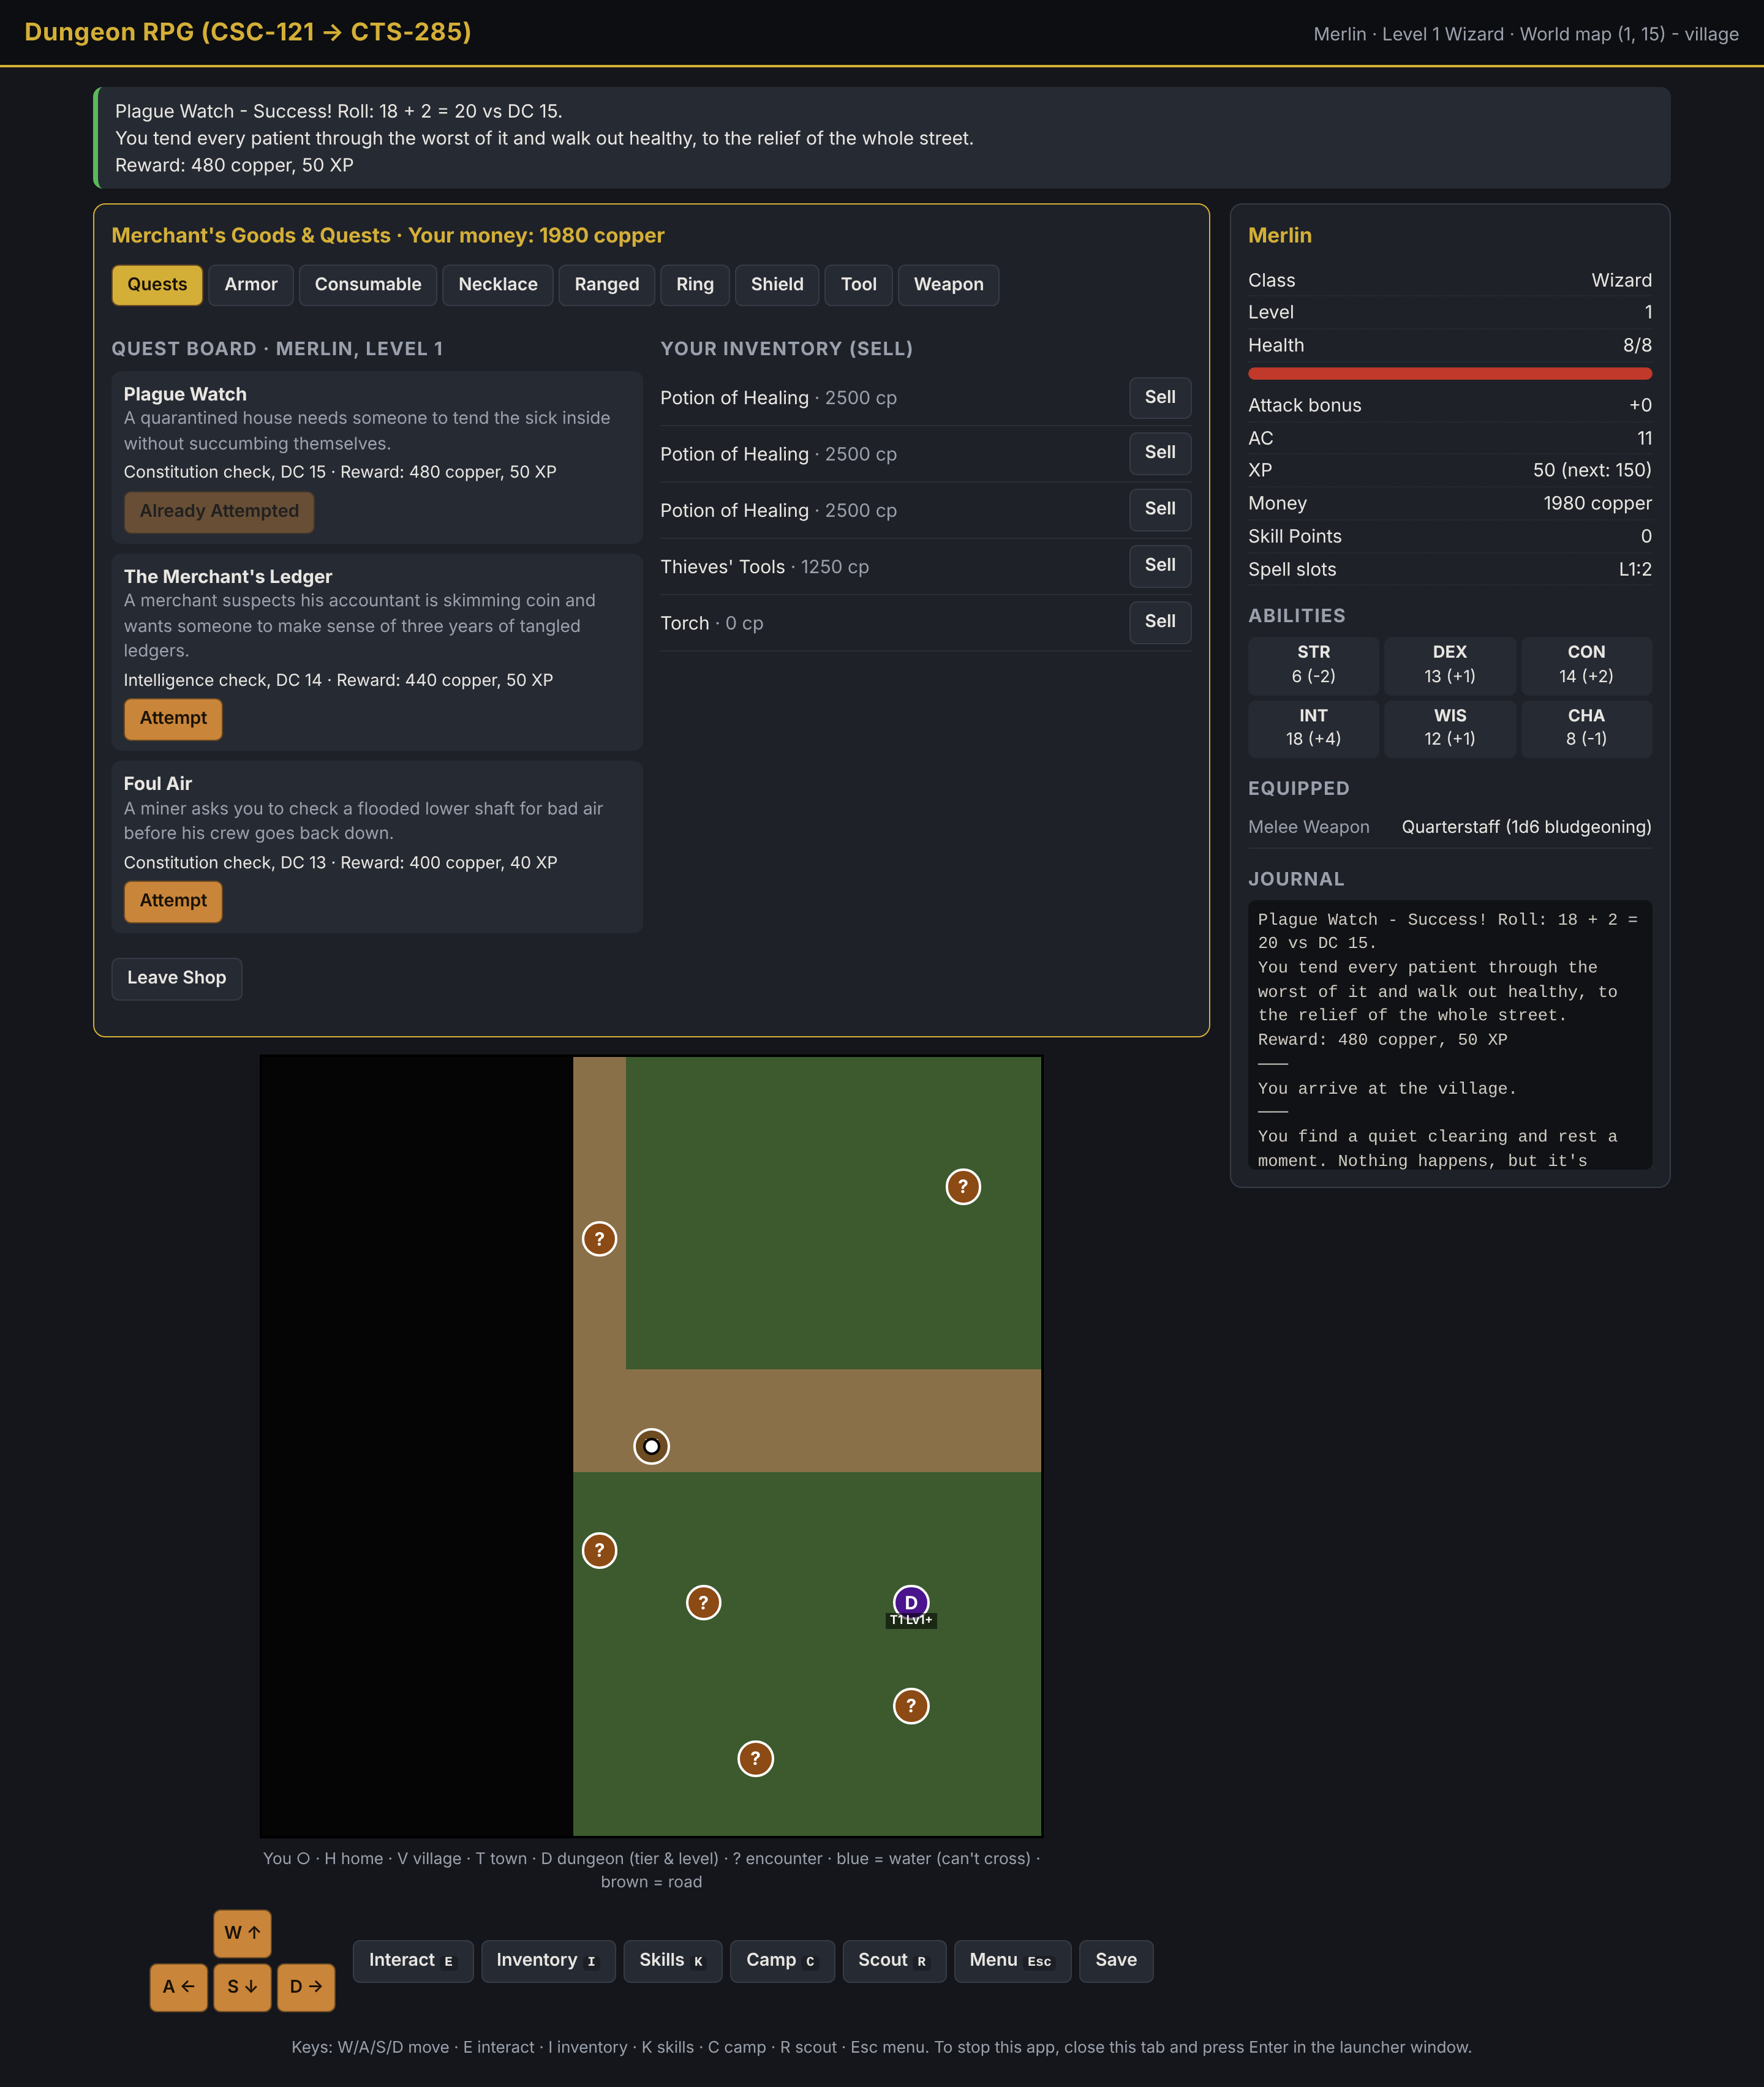 Dungeon RPG (CSC-121 → CTS-285)
Merlin · Level 1 Wizard · World map (1, 15) - village
Plague Watch - Success! Roll: 18 + 2 = 20 vs DC 15.
You tend every patient through the worst of it and walk out healthy, to the relief of the whole street.
Reward: 480 copper, 50 XP
Merchant's Goods & Quests · Your money: 1980 copper
Quests
Armor
Consumable
Necklace
Ranged
Ring
Shield
Tool
Weapon
QUEST BOARD · MERLIN, LEVEL 1
Plague Watch
A quarantined house needs someone to tend the sick inside
without succumbing themselves.
Constitution check, DC 15 · Reward: 480 copper, 50 XP
Already Attempted
The Merchant's Ledger
A merchant suspects his accountant is skimming coin and
wants someone to make sense of three years of tangled
ledgers.
Intelligence check, DC 14 · Reward: 440 copper, 50 XP
Attempt
Foul Air
A miner asks you to check a flooded lower shaft for bad air
before his crew goes back down.
Constitution check, DC 13 · Reward: 400 copper, 40 XP
Attempt
Leave Shop
YOUR INVENTORY (SELL)
Potion of Healing · 2500 cp
Sell
Potion of Healing · 2500 cp
Sell
Potion of Healing · 2500 cp
Sell
Thieves' Tools · 1250 cp
Sell
Torch · 0 cp
Sell
Merlin
Class Wizard
Level 1
Health 8/8
Attack bonus +0
AC 11
XP 50 (next: 150)
Money 1980 copper
Skill Points 0
Spell slots L1:2
ABILITIES
STR
6 (-2)
DEX
13 (+1)
CON
14 (+2)
INT
18 (+4)
WIS
12 (+1)
CHA
8 (-1)
EQUIPPED
Melee Weapon Quarterstaff (1d6 bludgeoning)
JOURNAL
Plague Watch - Success! Roll: 18 + 2 =
20 vs DC 15.
You tend every patient through the
worst of it and walk out healthy, to
the relief of the whole street.
Reward: 480 copper, 50 XP
———
You arrive at the village.
———
You find a quiet clearing and rest a
moment. Nothing happens, but it's
?
?
?
?
D
T1 Lv1+
?
?
You O · H home · V village · T town · D dungeon (tier & level) · ? encounter · blue = water (can't cross) ·
brown = road
W ↑
A ←
S ↓
D →
Interact E
Inventory I
Skills K
Camp C
Scout R
Menu Esc
Save
Keys: W/A/S/D move · E interact · I inventory · K skills · C camp · R scout · Esc menu. To stop this app, close this tab and press Enter in the launcher window.